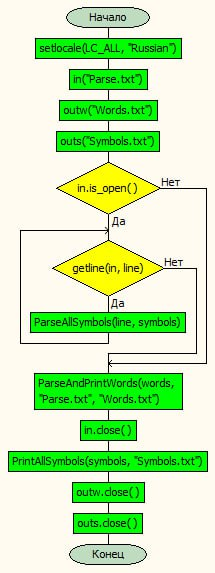 Начало
setlocale(LC_ALL, "Russian")
in("Parse.txt")
outw("Words.txt")
outs("Symbols.txt")
in.is_open( )
Нет
Да
getline(in, line)
Нет
Да
ParseAllSymbols(line, symbols)
ParseAndPrintWords(words,
"Parse.txt", "Words.txt")
in.close( )
PrintAllSymbols(symbols, "Symbols.txt")
outw.close( )
outs.close( )
Конец